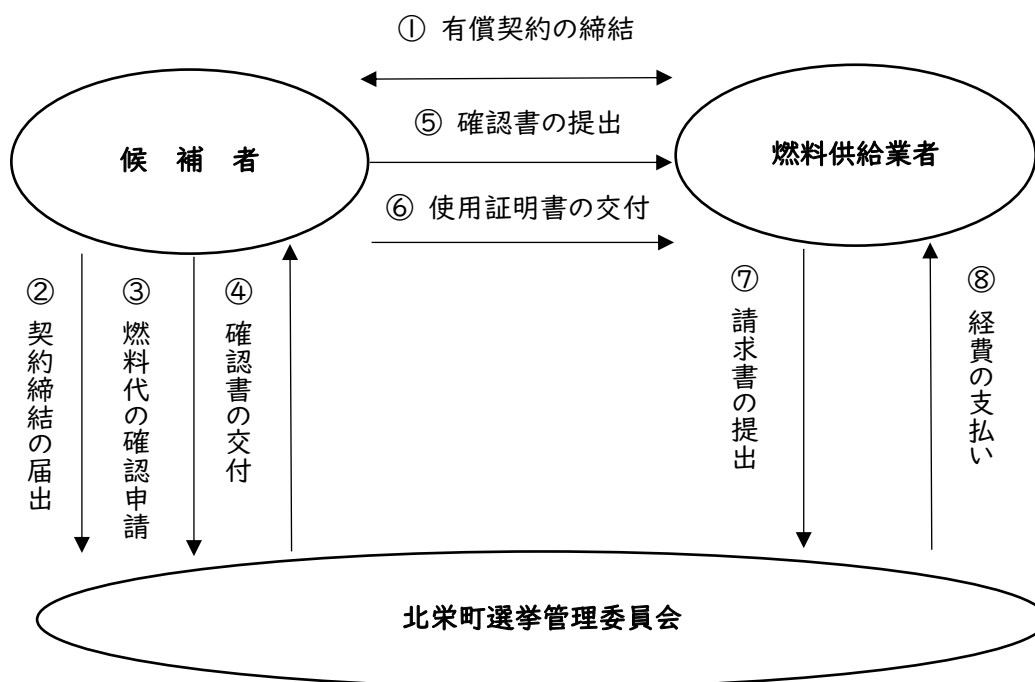 ① 有償契約の締結
⑤ 確認書の提出
候 補 者
燃料供給業者
⑥ 使用証明書の交付
② 契約締結の届出
③ 燃料代の確認申請
④ 確認書の交付
⑦ 請求書の提出
⑧ 経費の支払い
北栄町選挙管理委員会